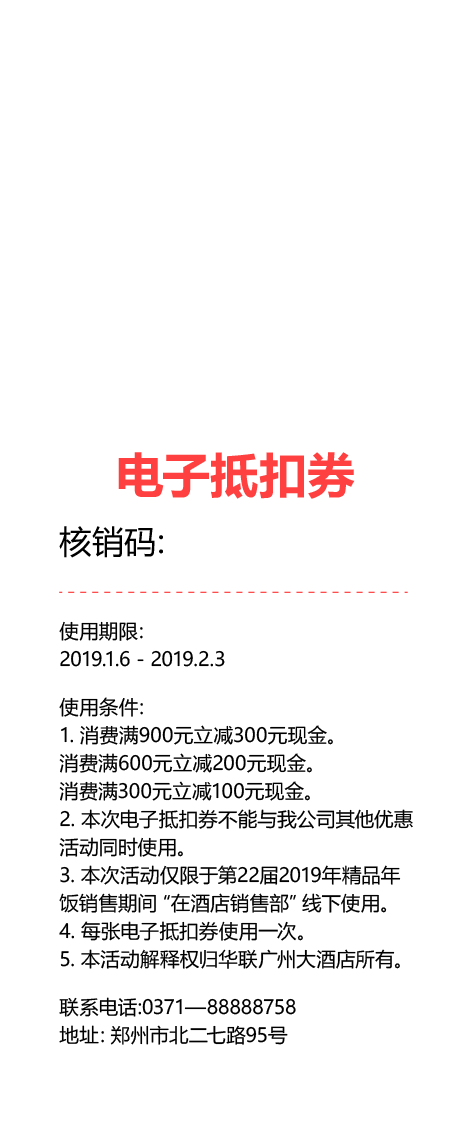 电子抵扣券
核销码:
使用期限:
2019.1.6 - 2019.2.3
使用条件:
1. 消费满900元立减300元现金。
消费满600元立减200元现金。
消费满300元立减100元现金。
2. 本次电子抵扣券不能与我公司其他优惠
活动同时使用。
3. 本次活动仅限于第22届2019年精品年
饭销售期间 “在酒店销售部” 线下使用。
4. 每张电子抵扣券使用一次。
5. 本活动解释权归华联广州大酒店所有。
联系电话:0371—88888758
地址: 郑州市北二七路95号